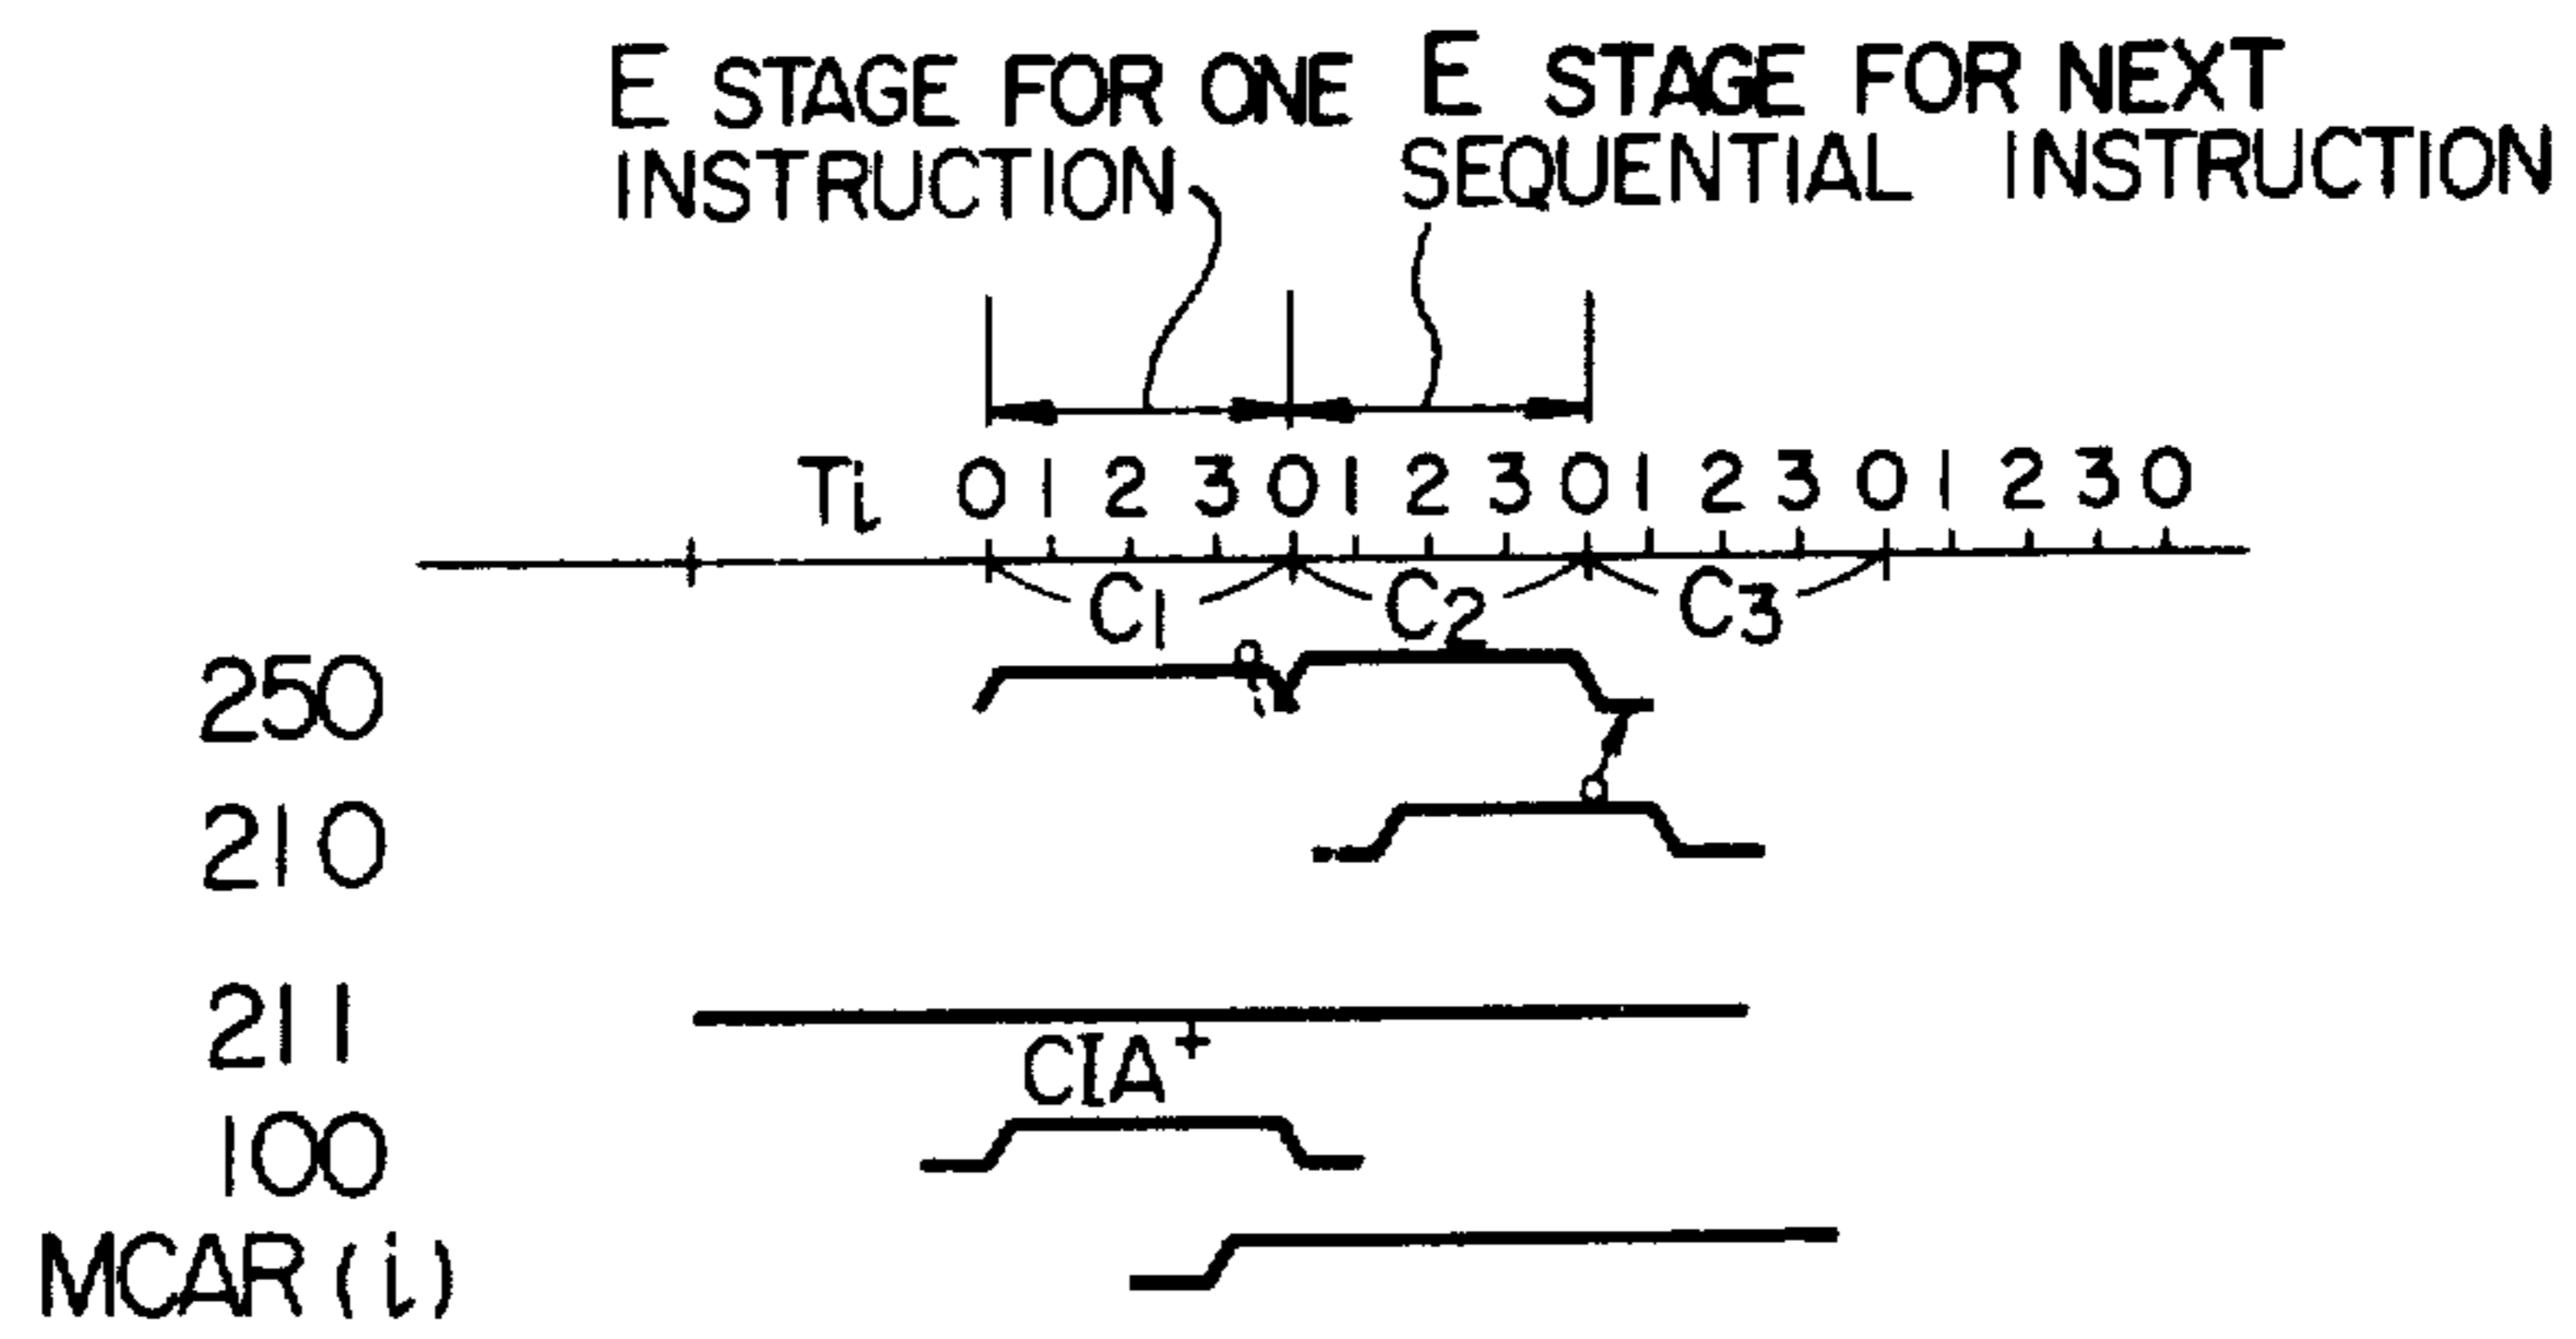 E STAGE FOR ONE INSTRUCTION
E STAGE FOR NEXT SEQUENTIAL INSTRUCTION
Ti 0 1 2 3 0 1 2 3 0 1 2 3 0 1 2 3 0
C1 C2 C3
250
210
211
CIA+
100
MCAR (i)